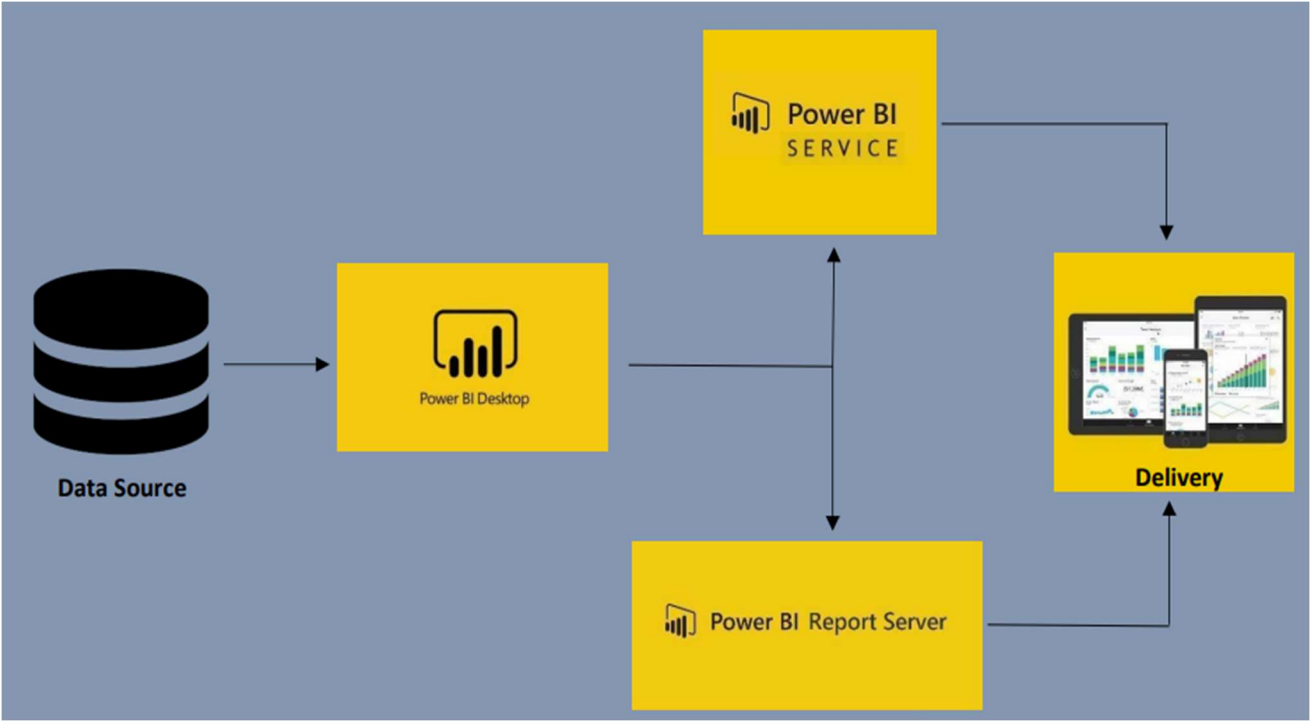 Power BI
SERVICE
Power BI Desktop
Data Source
Delivery
Power BI Report Server